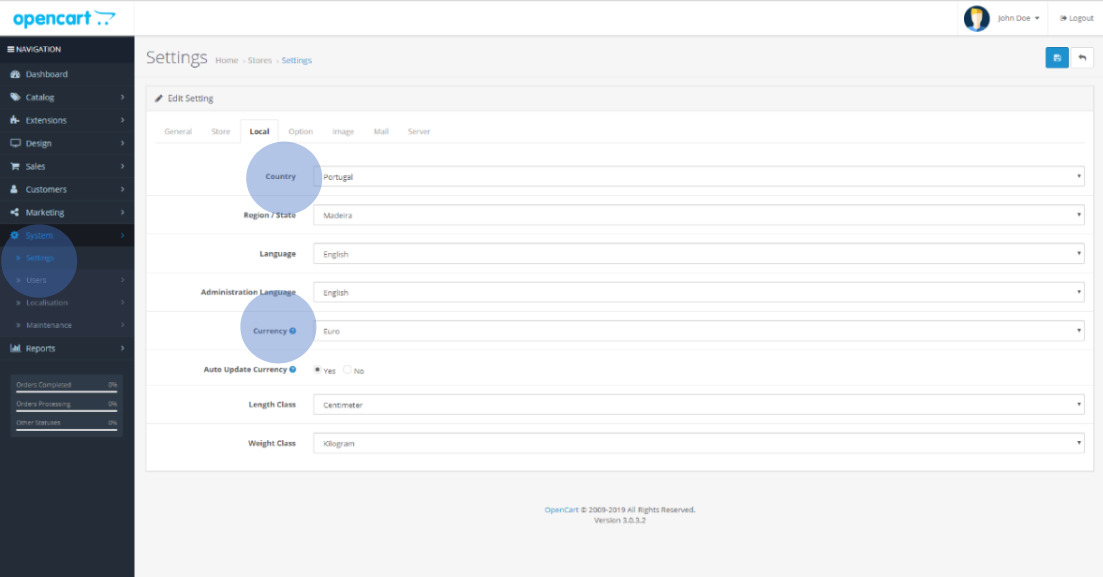 opencart
John Doe
Logout
NAVIGATION
Dashboard
Catalog
Extensions
Design
Sales
Customers
Marketing
System
» Settings
» Users
» Localisation
» Maintenance
Reports
Orders Completed 0%
Orders Processing 0%
Other Statuses 0%
Settings Home › Stores › Settings
Edit Setting
General Store Local Option Image Mail Server
Country Portugal
Region / State Madeira
Language English
Administration Language English
Currency Euro
Auto Update Currency Yes No
Length Class Centimeter
Weight Class Kilogram
OpenCart © 2009-2019 All Rights Reserved.
Version 3.0.3.2